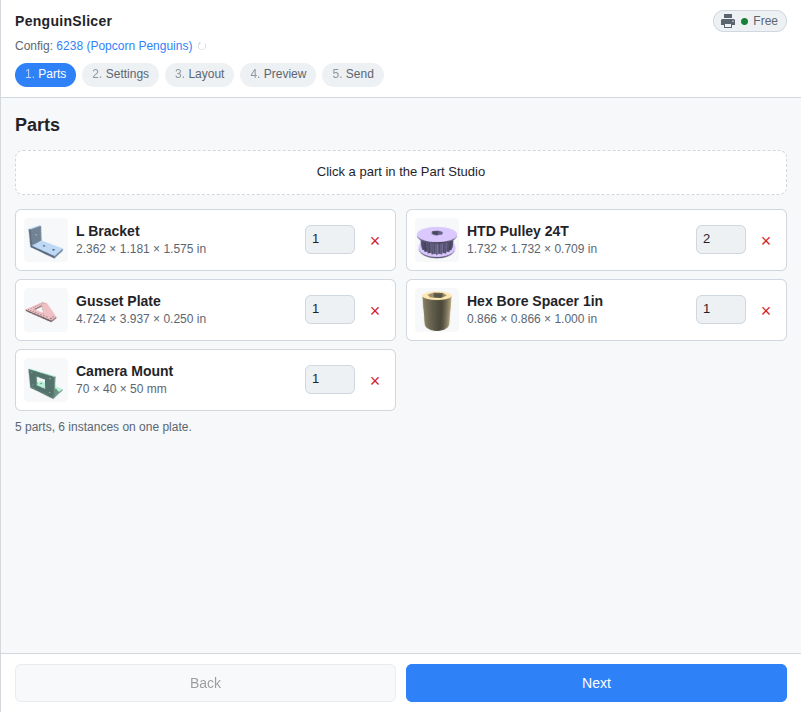 PenguinSlicer
Free
Config: 6238 (Popcorn Penguins)
1. Parts
2. Settings
3. Layout
4. Preview
5. Send
Parts
Click a part in the Part Studio
L Bracket
2.362 × 1.181 × 1.575 in
1
×
HTD Pulley 24T
1.732 × 1.732 × 0.709 in
2
×
Gusset Plate
4.724 × 3.937 × 0.250 in
1
×
Hex Bore Spacer 1in
0.866 × 0.866 × 1.000 in
1
×
Camera Mount
70 × 40 × 50 mm
1
×
5 parts, 6 instances on one plate.
Back
Next